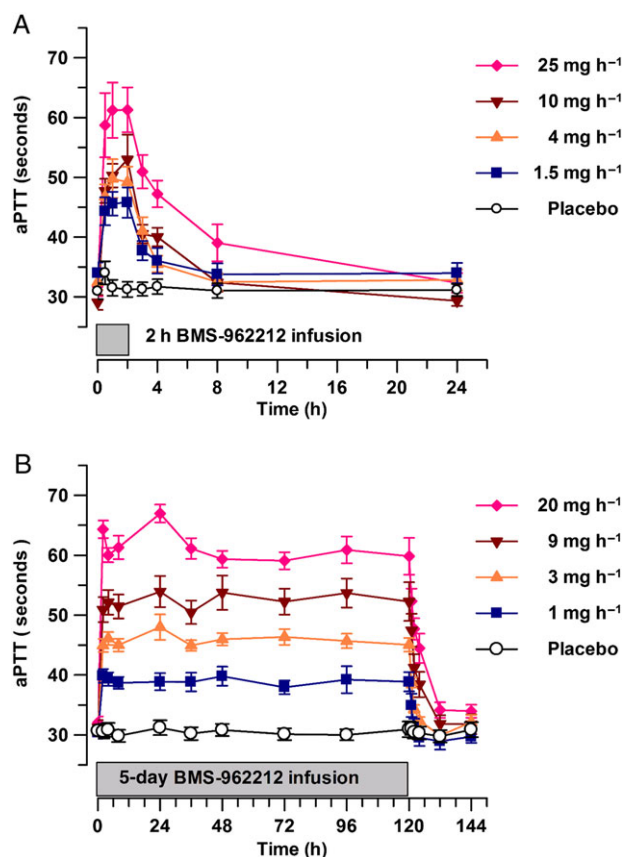 A
70
60
50
40
30
aPTT (seconds)
25 mg h⁻¹
10 mg h⁻¹
4 mg h⁻¹
1.5 mg h⁻¹
Placebo
2 h BMS-962212 infusion
0 4 8 12 16 20 24
Time (h)
B
70
60
50
40
30
aPTT ( seconds )
20 mg h⁻¹
9 mg h⁻¹
3 mg h⁻¹
1 mg h⁻¹
Placebo
5-day BMS-962212 infusion
0 24 48 72 96 120 144
Time (h)